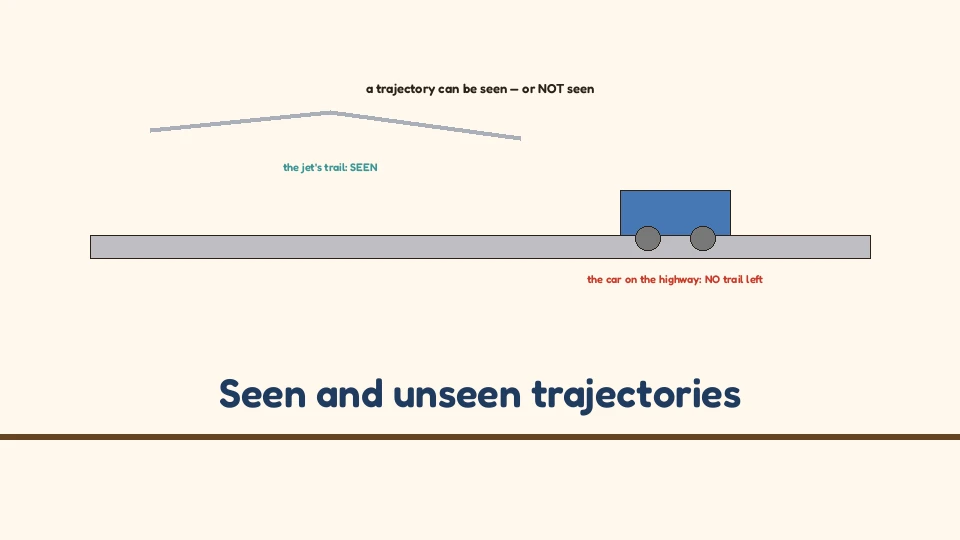 a trajectory can be seen — or NOT seen
the jet's trail: SEEN
the car on the highway: NO trail left
Seen and unseen trajectories